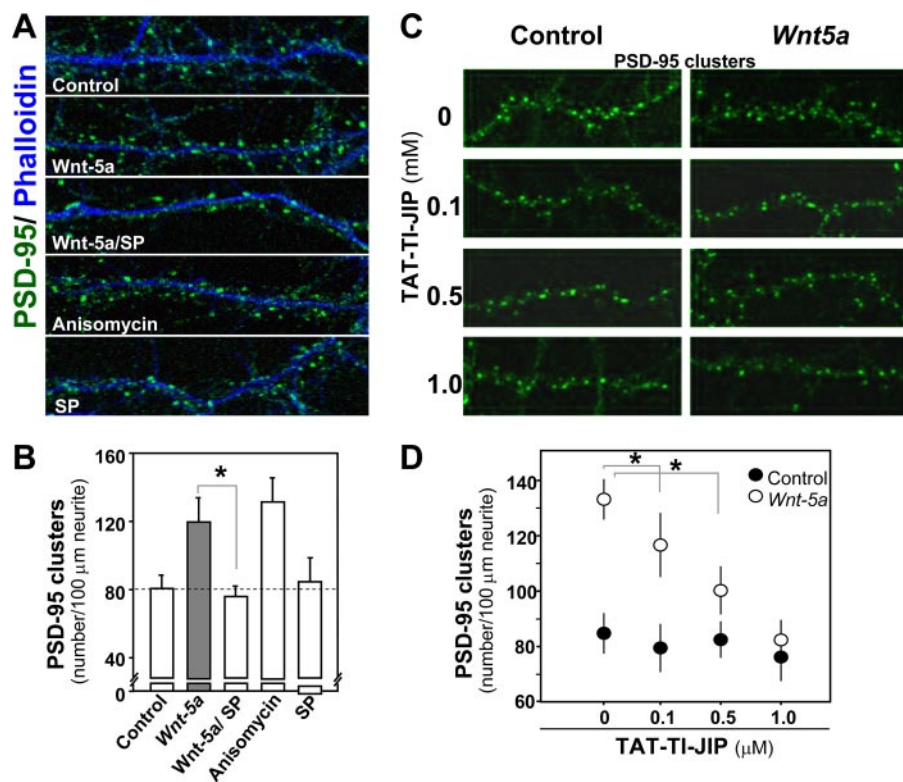 A
PSD-95/ Phalloidin
Control
Wnt-5a
Wnt-5a/SP
Anisomycin
SP
B
PSD-95 clusters
(number/100 μm neurite)
160
120
80
40
0
*
Control
Wnt-5a
Wnt-5a/ SP
Anisomycin
SP
C
Control
Wnt5a
PSD-95 clusters
TAT-TI-JIP (mM)
0
0.1
0.5
1.0
D
PSD-95 clusters
(number/100 μm neurite)
140
120
100
80
60
*
*
Control
Wnt-5a
0 0.1 0.5 1.0
TAT-TI-JIP (μM)